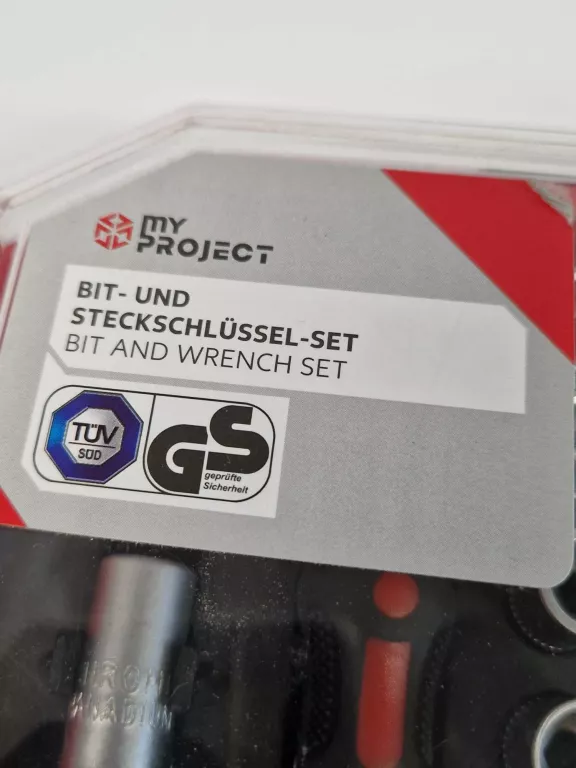 MY
PROJECT
BIT- UND
STECKSCHLÜSSEL-SET
BIT AND WRENCH SET
TÜV
SÜD
GS
geprüfte
Sicherheit